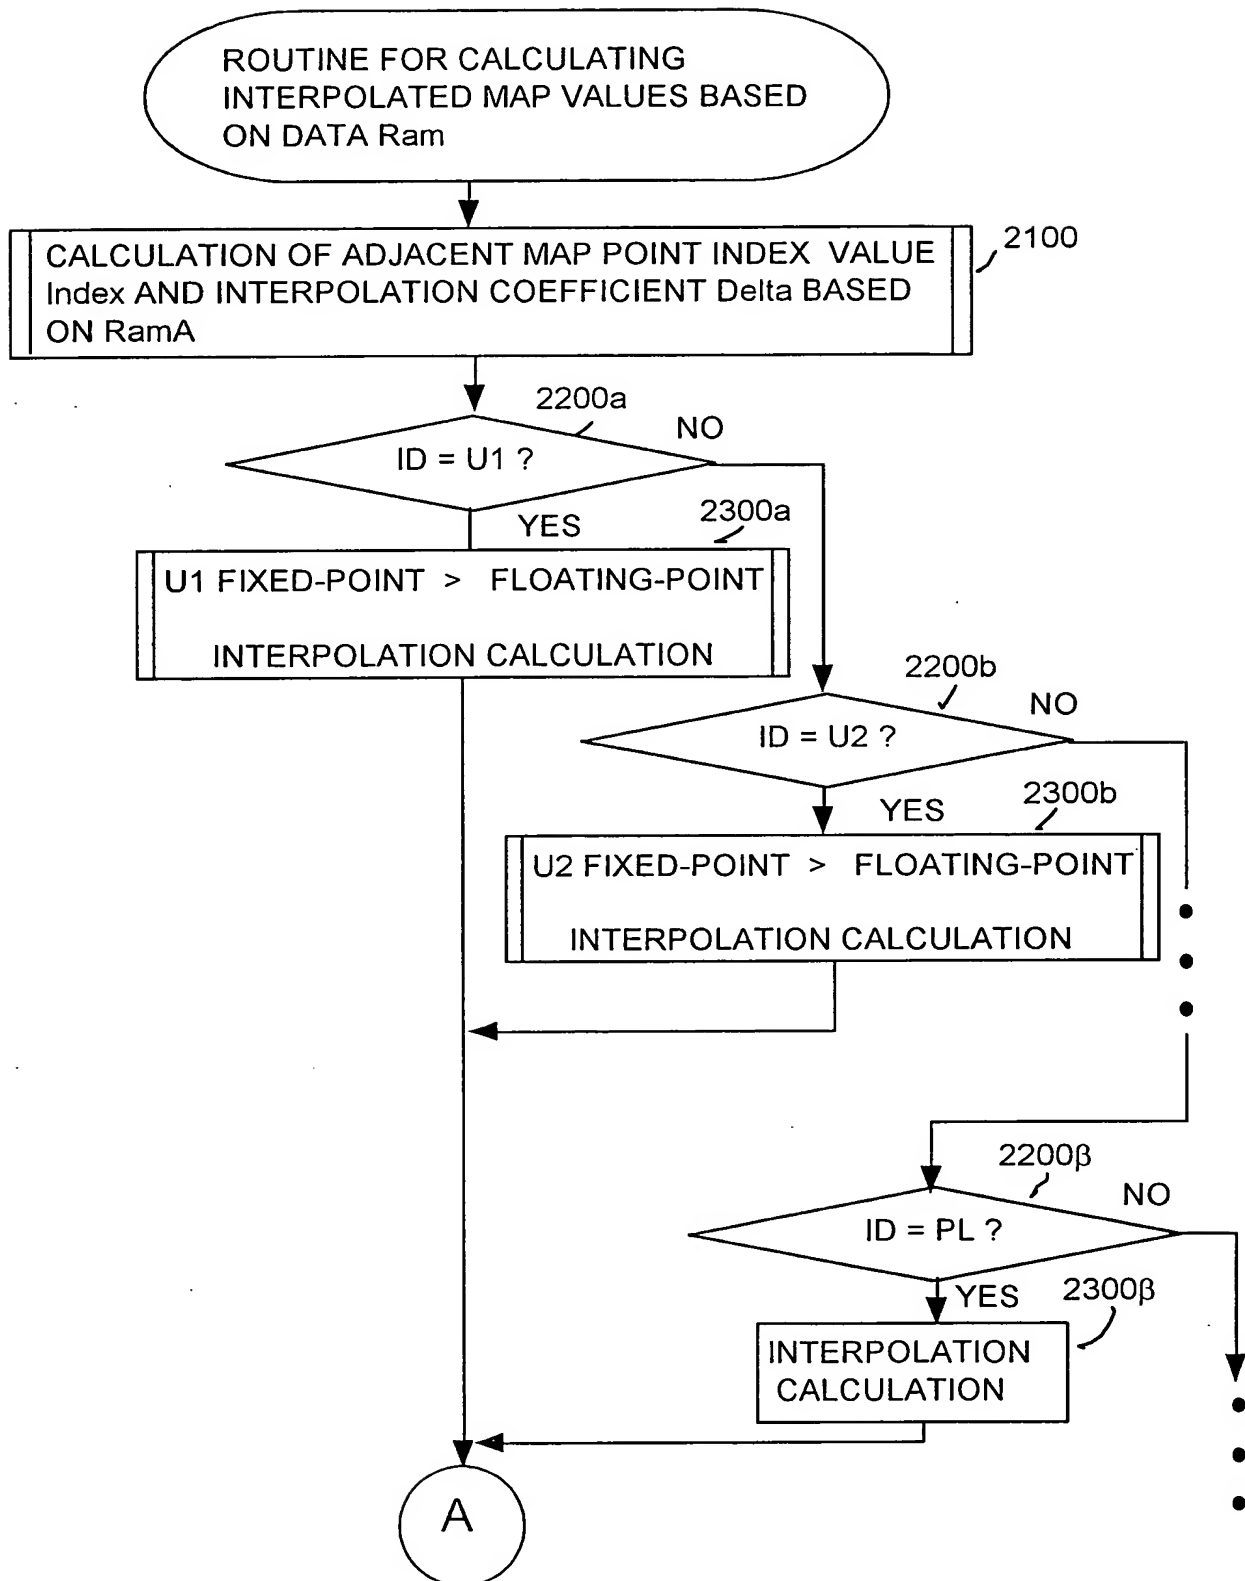 ROUTINE FOR CALCULATING
INTERPOLATED MAP VALUES BASED
ON DATA Ram
2100
CALCULATION OF ADJACENT MAP POINT INDEX VALUE
Index AND INTERPOLATION COEFFICIENT Delta BASED
ON RamA
2200a
NO
ID = U1 ?
YES
2300a
U1 FIXED-POINT > FLOATING-POINT
INTERPOLATION CALCULATION
2200b
NO
ID = U2 ?
YES
2300b
U2 FIXED-POINT > FLOATING-POINT
INTERPOLATION CALCULATION
2200β
NO
ID = PL ?
YES
2300β
INTERPOLATION
CALCULATION
A